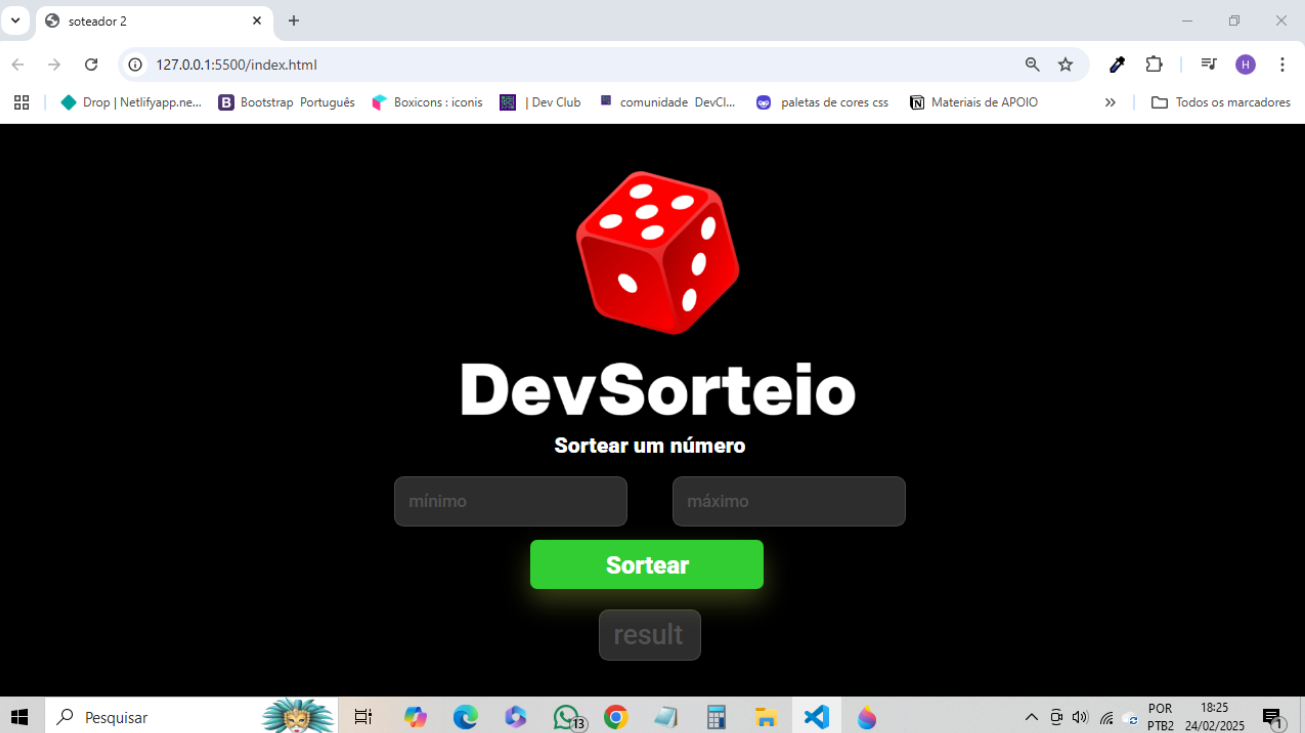 soteador 2
127.0.0.1:5500/index.html
H
Drop | Netlifyapp.ne...
B Bootstrap Português
Boxicons : iconis
| Dev Club
comunidade DevCl...
paletas de cores css
Materiais de APOIO
Todos os marcadores
DevSorteio
Sortear um número
mínimo
máximo
Sortear
result
Pesquisar
13
POR
PTB2
18:25
24/02/2025
1